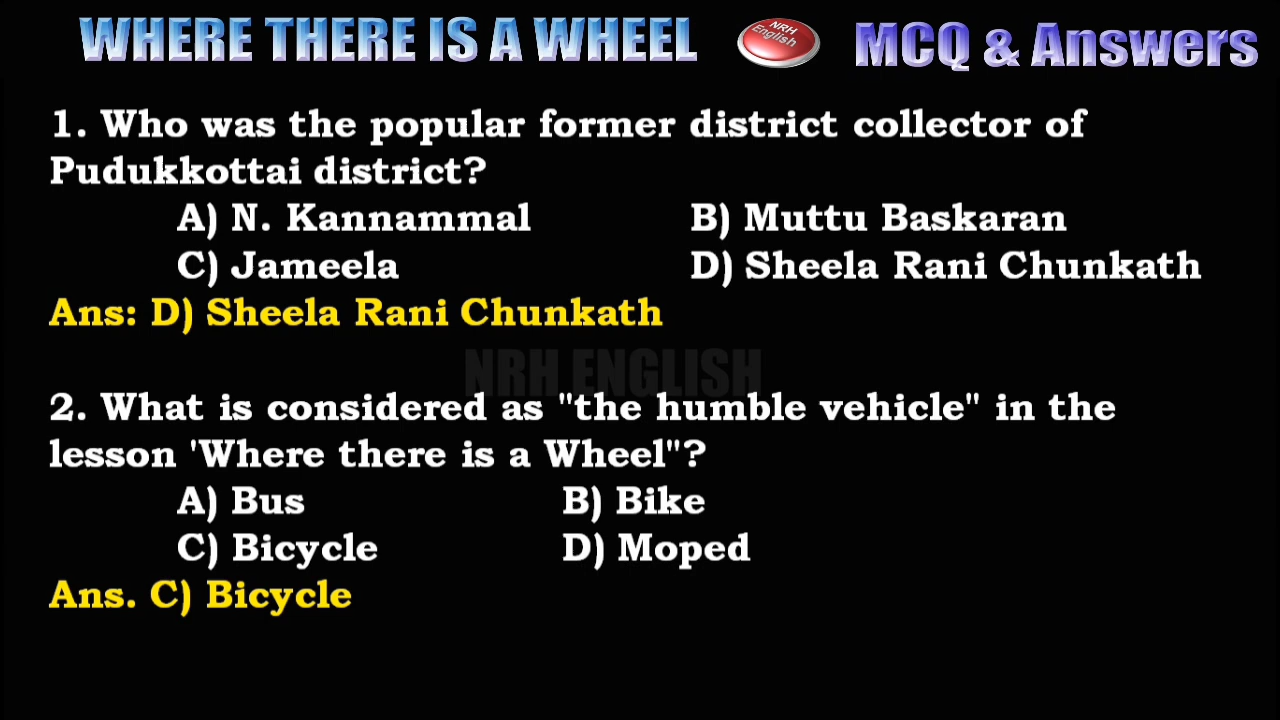 WHERE THERE IS A WHEEL NRH English MCQ & Answers
1. Who was the popular former district collector of
Pudukkottai district?
A) N. Kannammal B) Muttu Baskaran
C) Jameela D) Sheela Rani Chunkath
Ans: D) Sheela Rani Chunkath
NRH ENGLISH
2. What is considered as "the humble vehicle" in the
lesson 'Where there is a Wheel"?
A) Bus B) Bike
C) Bicycle D) Moped
Ans. C) Bicycle